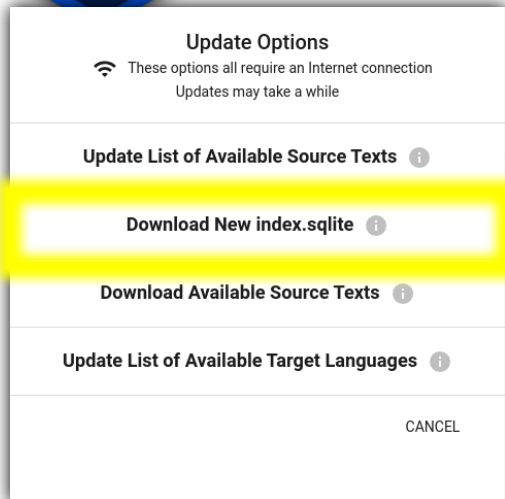 Update Options
These options all require an Internet connection
Updates may take a while
Update List of Available Source Texts
Download New index.sqlite
Download Available Source Texts
Update List of Available Target Languages
CANCEL